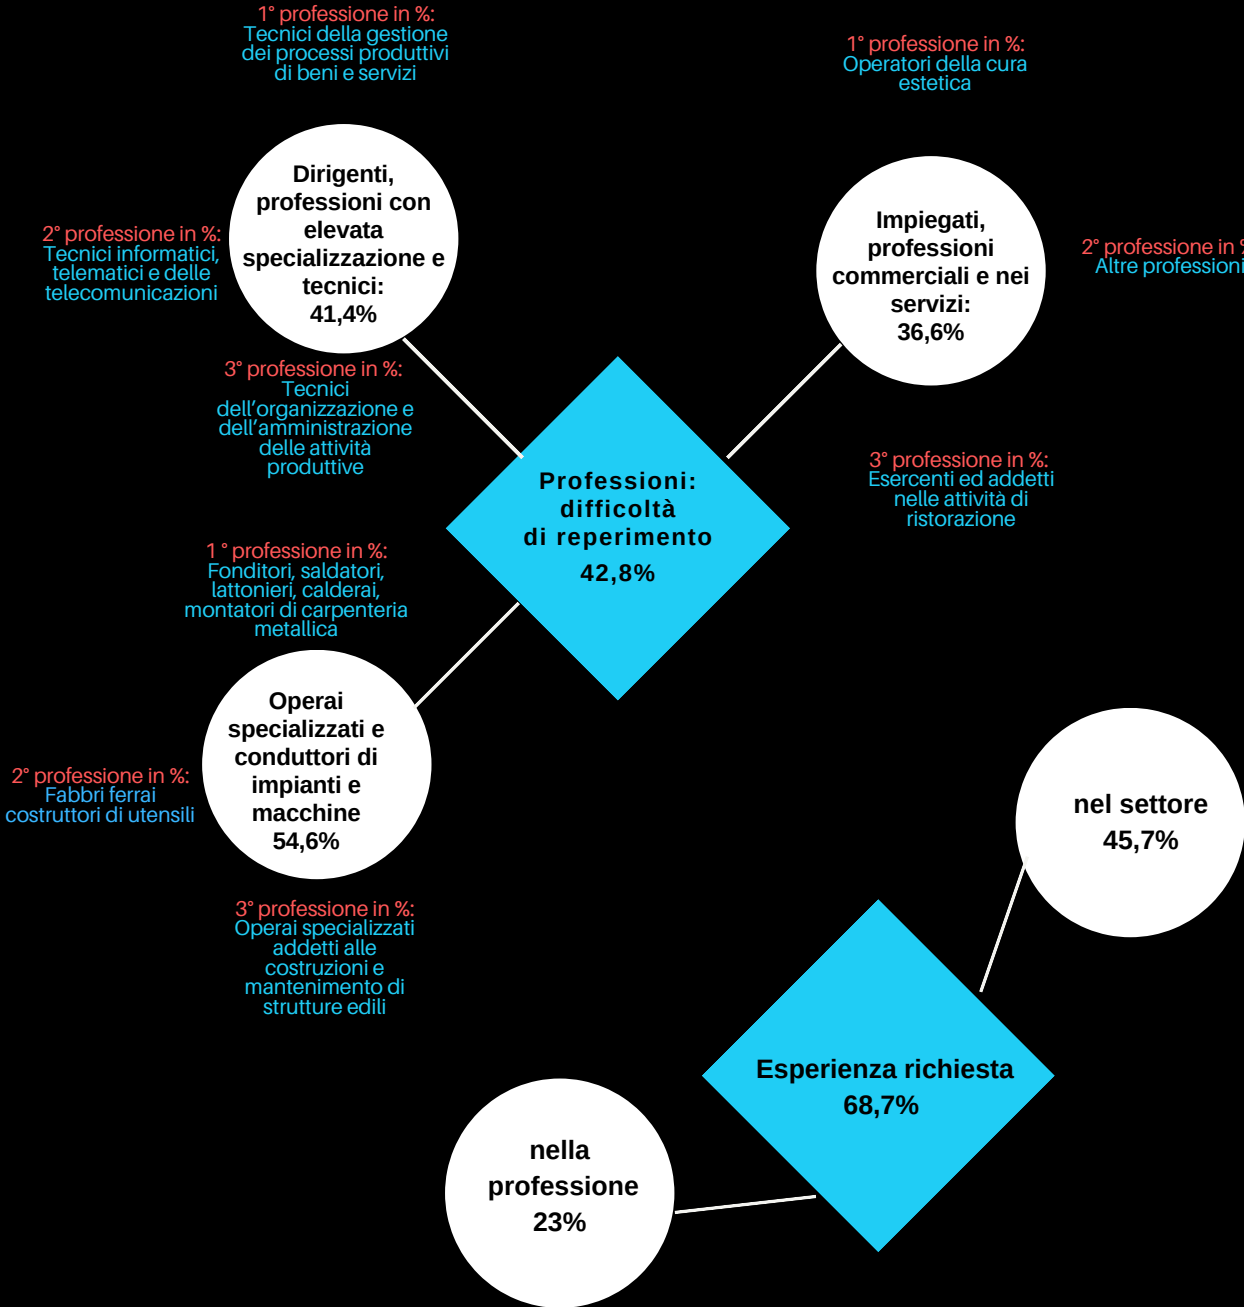 1° professione in %:
Tecnici della gestione
dei processi produttivi
di beni e servizi
Dirigenti,
professioni con
elevata
specializzazione e
tecnici:
41,4%
2° professione in %:
Tecnici informatici,
telematici e delle
telecomunicazioni
3° professione in %:
Tecnici
dell’organizzazione e
dell’amministrazione
delle attività
produttive
1° professione in %:
Operatori della cura
estetica
Impiegati,
professioni
commerciali e nei
servizi:
36,6%
2° professione in %
Altre professioni
3° professione in %:
Esercenti ed addetti
nelle attività di
ristorazione
Professioni:
difficoltà
di reperimento
42,8%
1 ° professione in %:
Fonditori, saldatori,
lattonieri, calderai,
montatori di carpenteria
metallica
Operai
specializzati e
conduttori di
impianti e
macchine
54,6%
2° professione in %:
Fabbri ferrai
costruttori di utensili
3° professione in %:
Operai specializzati
addetti alle
costruzioni e
mantenimento di
strutture edili
nel settore
45,7%
Esperienza richiesta
68,7%
nella
professione
23%